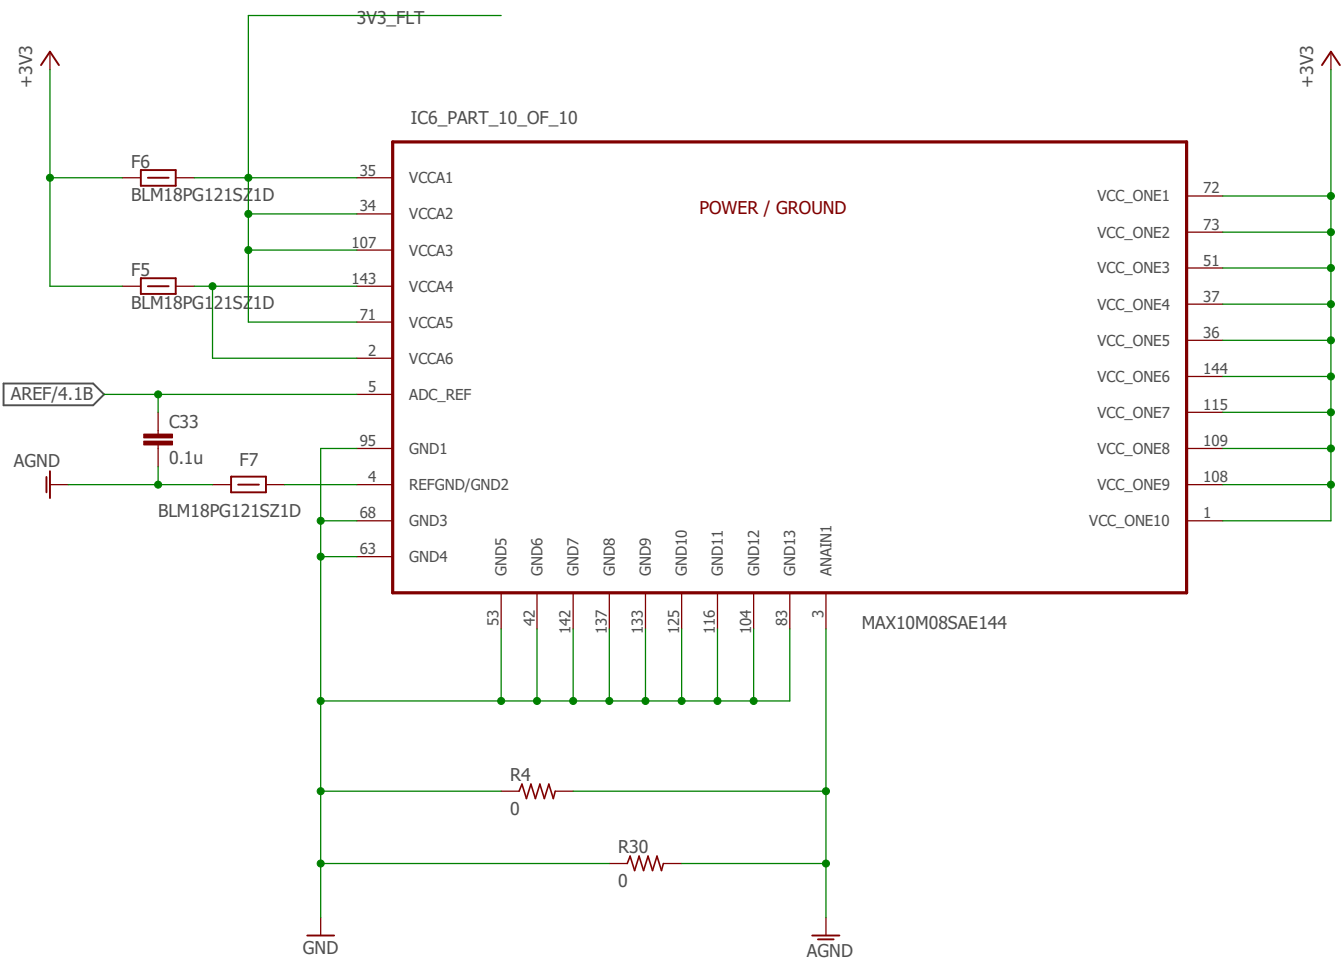 3V3_FLT
+3V3
+3V3
IC6_PART_10_OF_10
F6
BLM18PG121SZ1D
F5
BLM18PG121SZ1D
35
VCCA1
34
VCCA2
107
VCCA3
143
VCCA4
71
VCCA5
2
VCCA6
5
ADC_REF
95
GND1
4
REFGND/GND2
68
GND3
63
GND4
POWER / GROUND
VCC_ONE1
72
VCC_ONE2
73
VCC_ONE3
51
VCC_ONE4
37
VCC_ONE5
36
VCC_ONE6
144
VCC_ONE7
115
VCC_ONE8
109
VCC_ONE9
108
VCC_ONE10
1
AREF/4.1B
C33
0.1u
AGND
F7
BLM18PG121SZ1D
GND5
GND6
GND7
GND8
GND9
GND10
GND11
GND12
GND13
ANAIN1
53
42
142
137
133
125
116
104
83
3
MAX10M08SAE144
R4
0
R30
0
GND
AGND